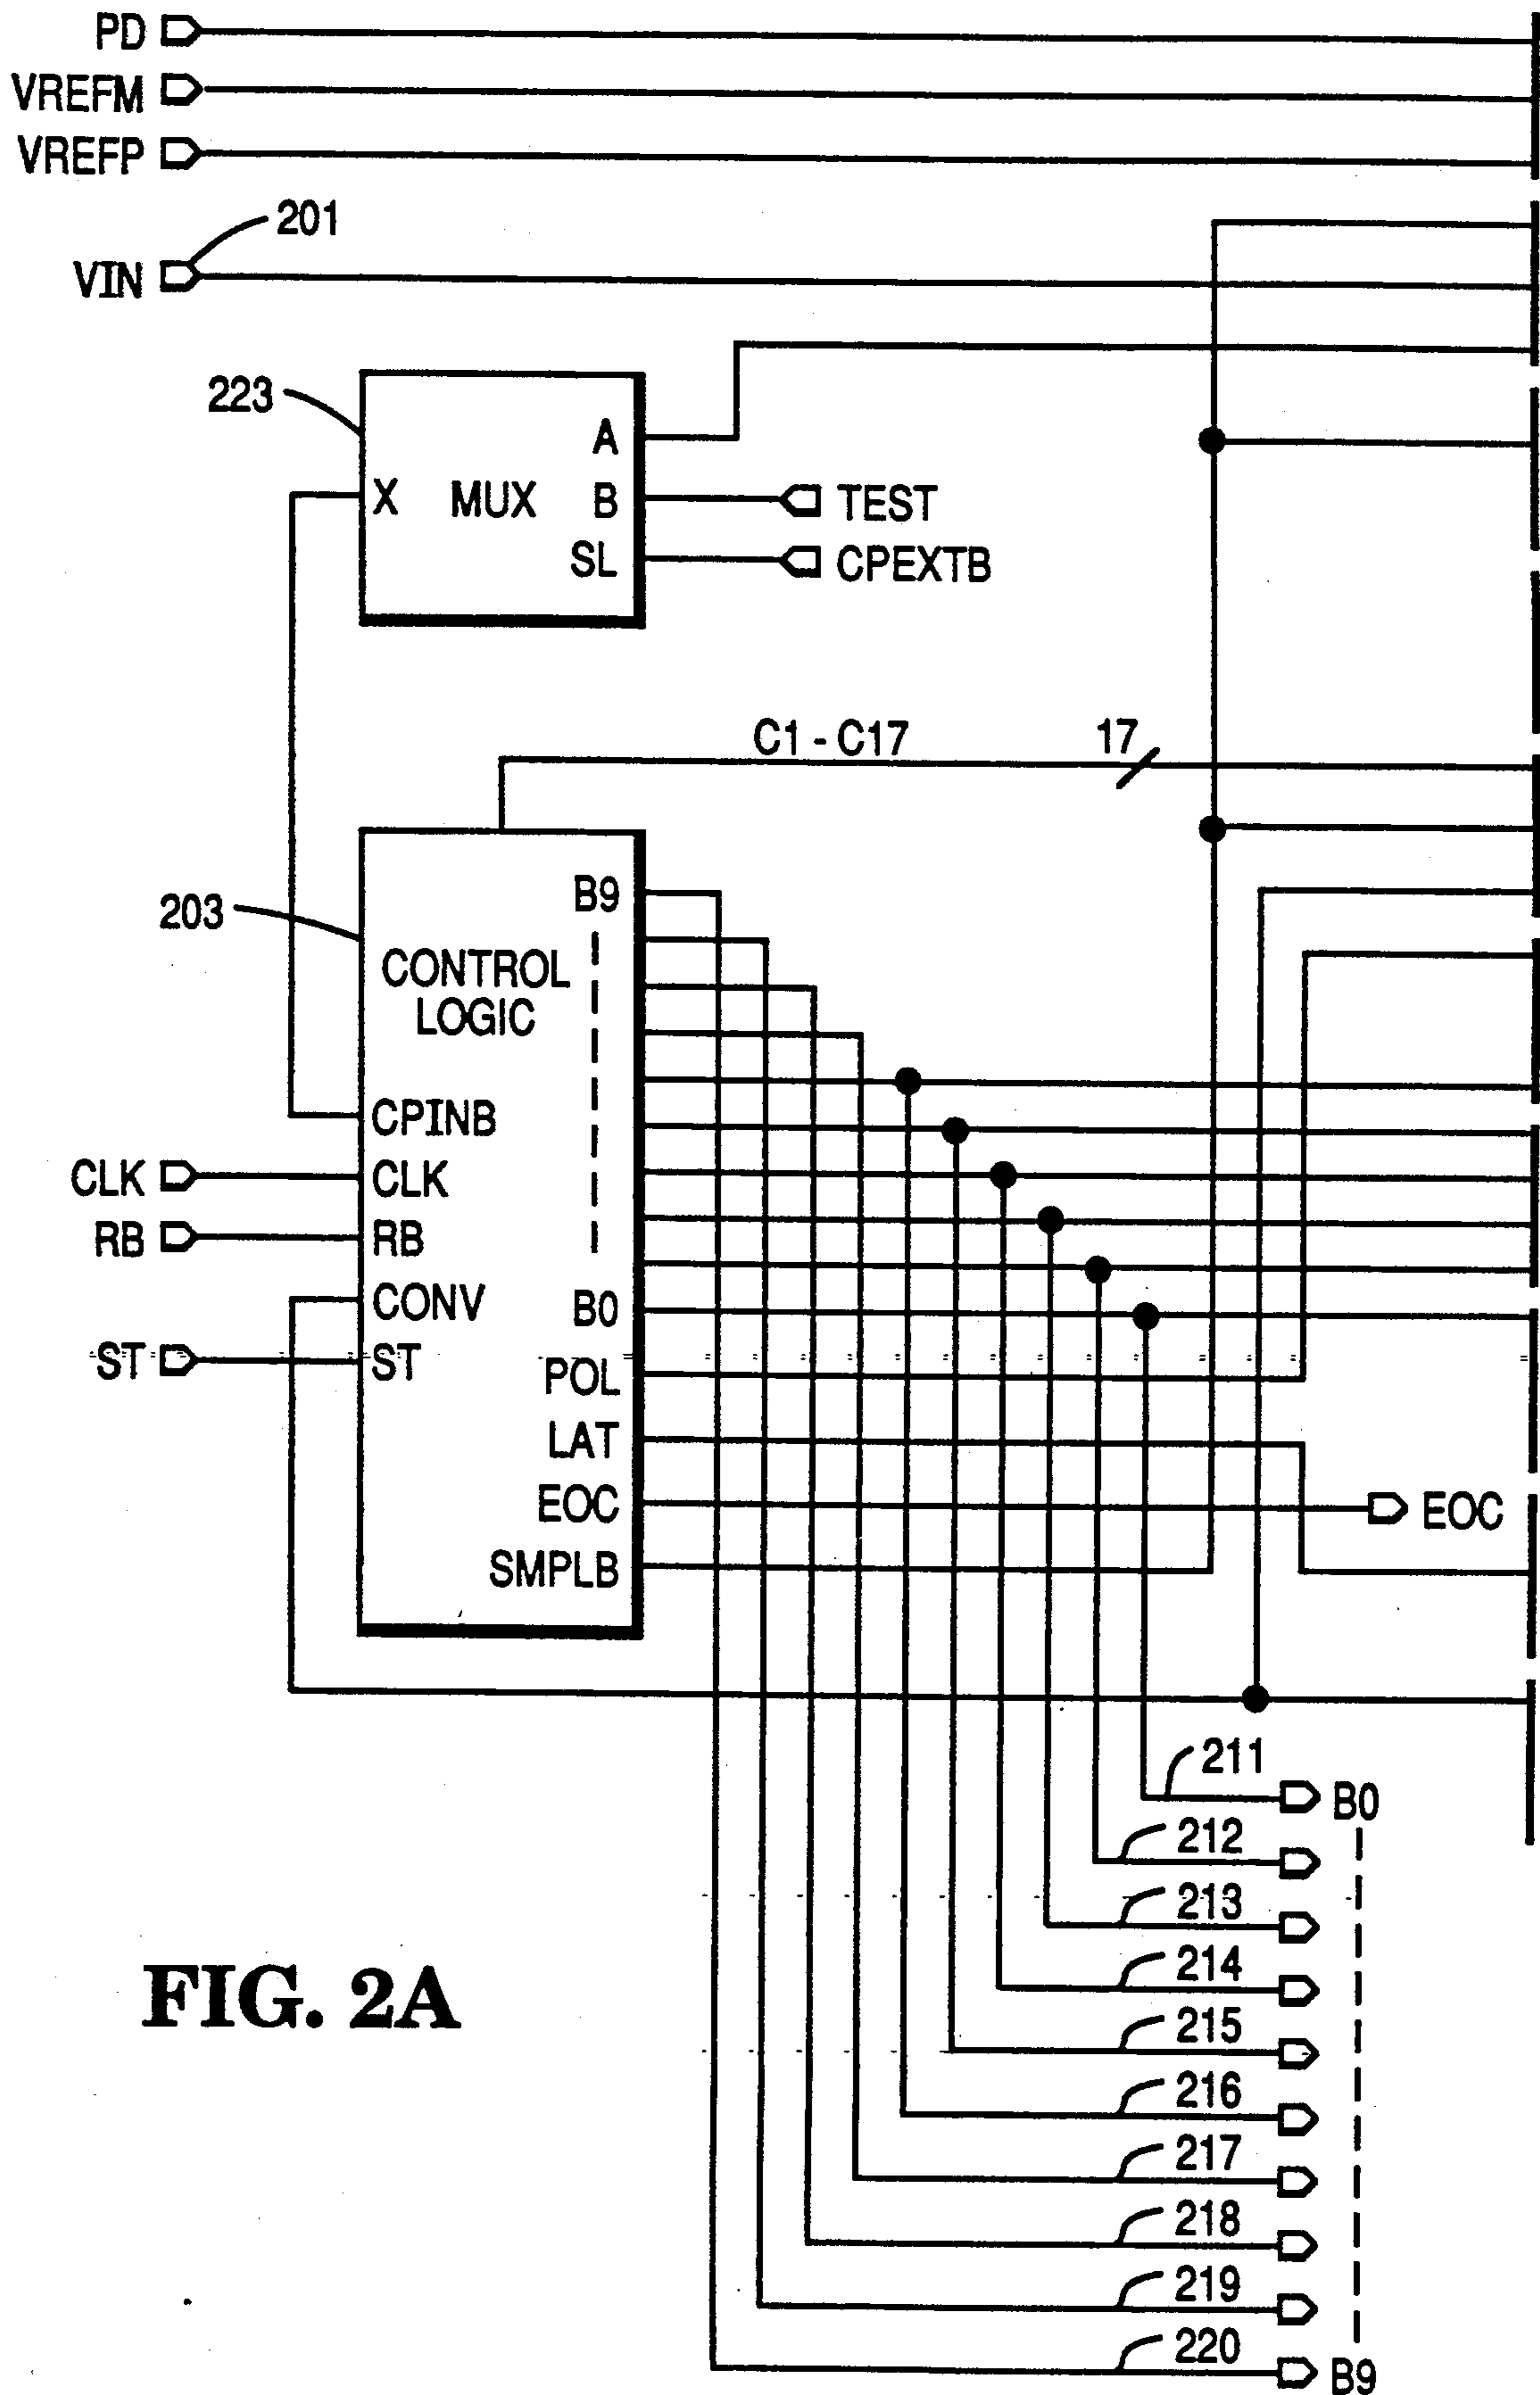 PD
VREFM
VREFP
201
VIN
223
A
X MUX B TEST
SL CPEXTB
C1 - C17 17
B9
203
CONTROL
LOGIC
CPINB
CLK CLK
RB RB
CONV B0
ST ST
POL
LAT
EOC EOC
SMPLB
211
B0
212
213
214
215
216
217
218
219
220
B9
FIG. 2A